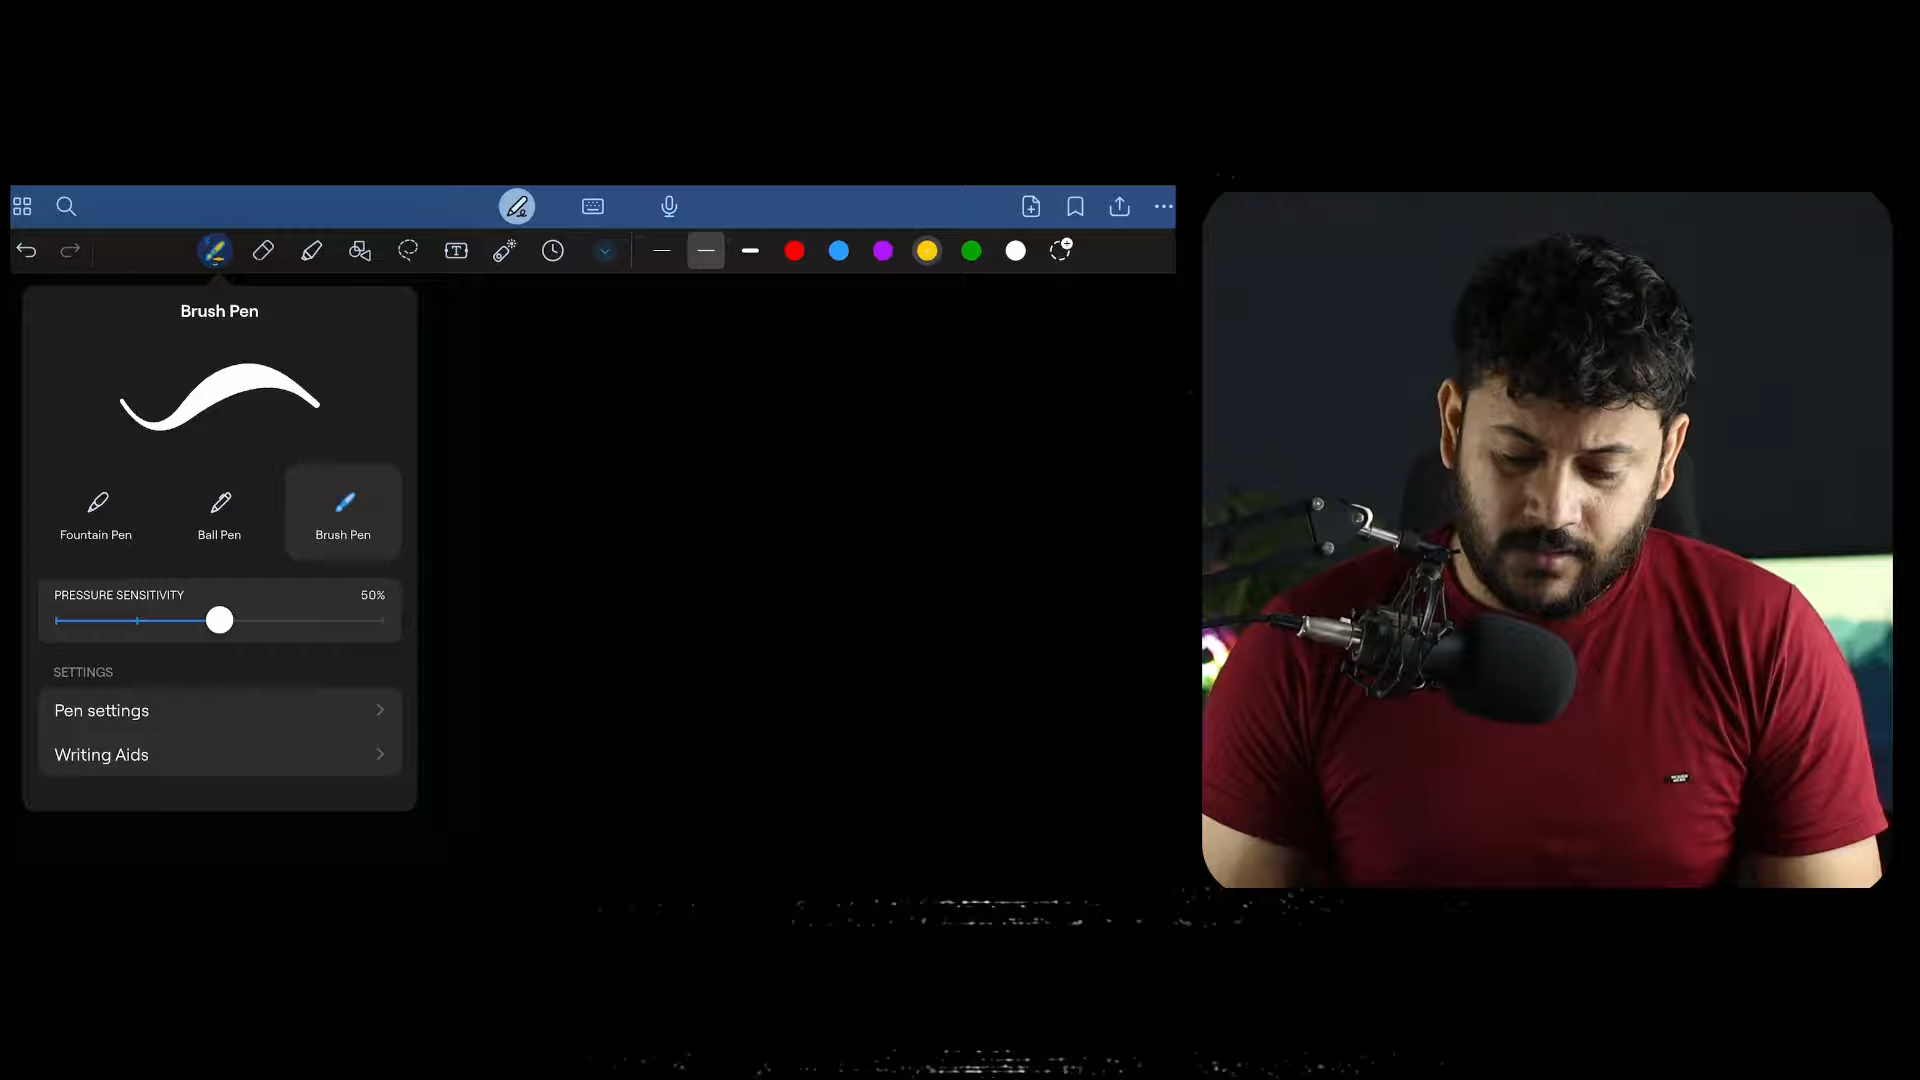 Brush Pen
Fountain Pen
Ball Pen
Brush Pen
PRESSURE SENSITIVITY
50%
SETTINGS
Pen settings
Writing Aids